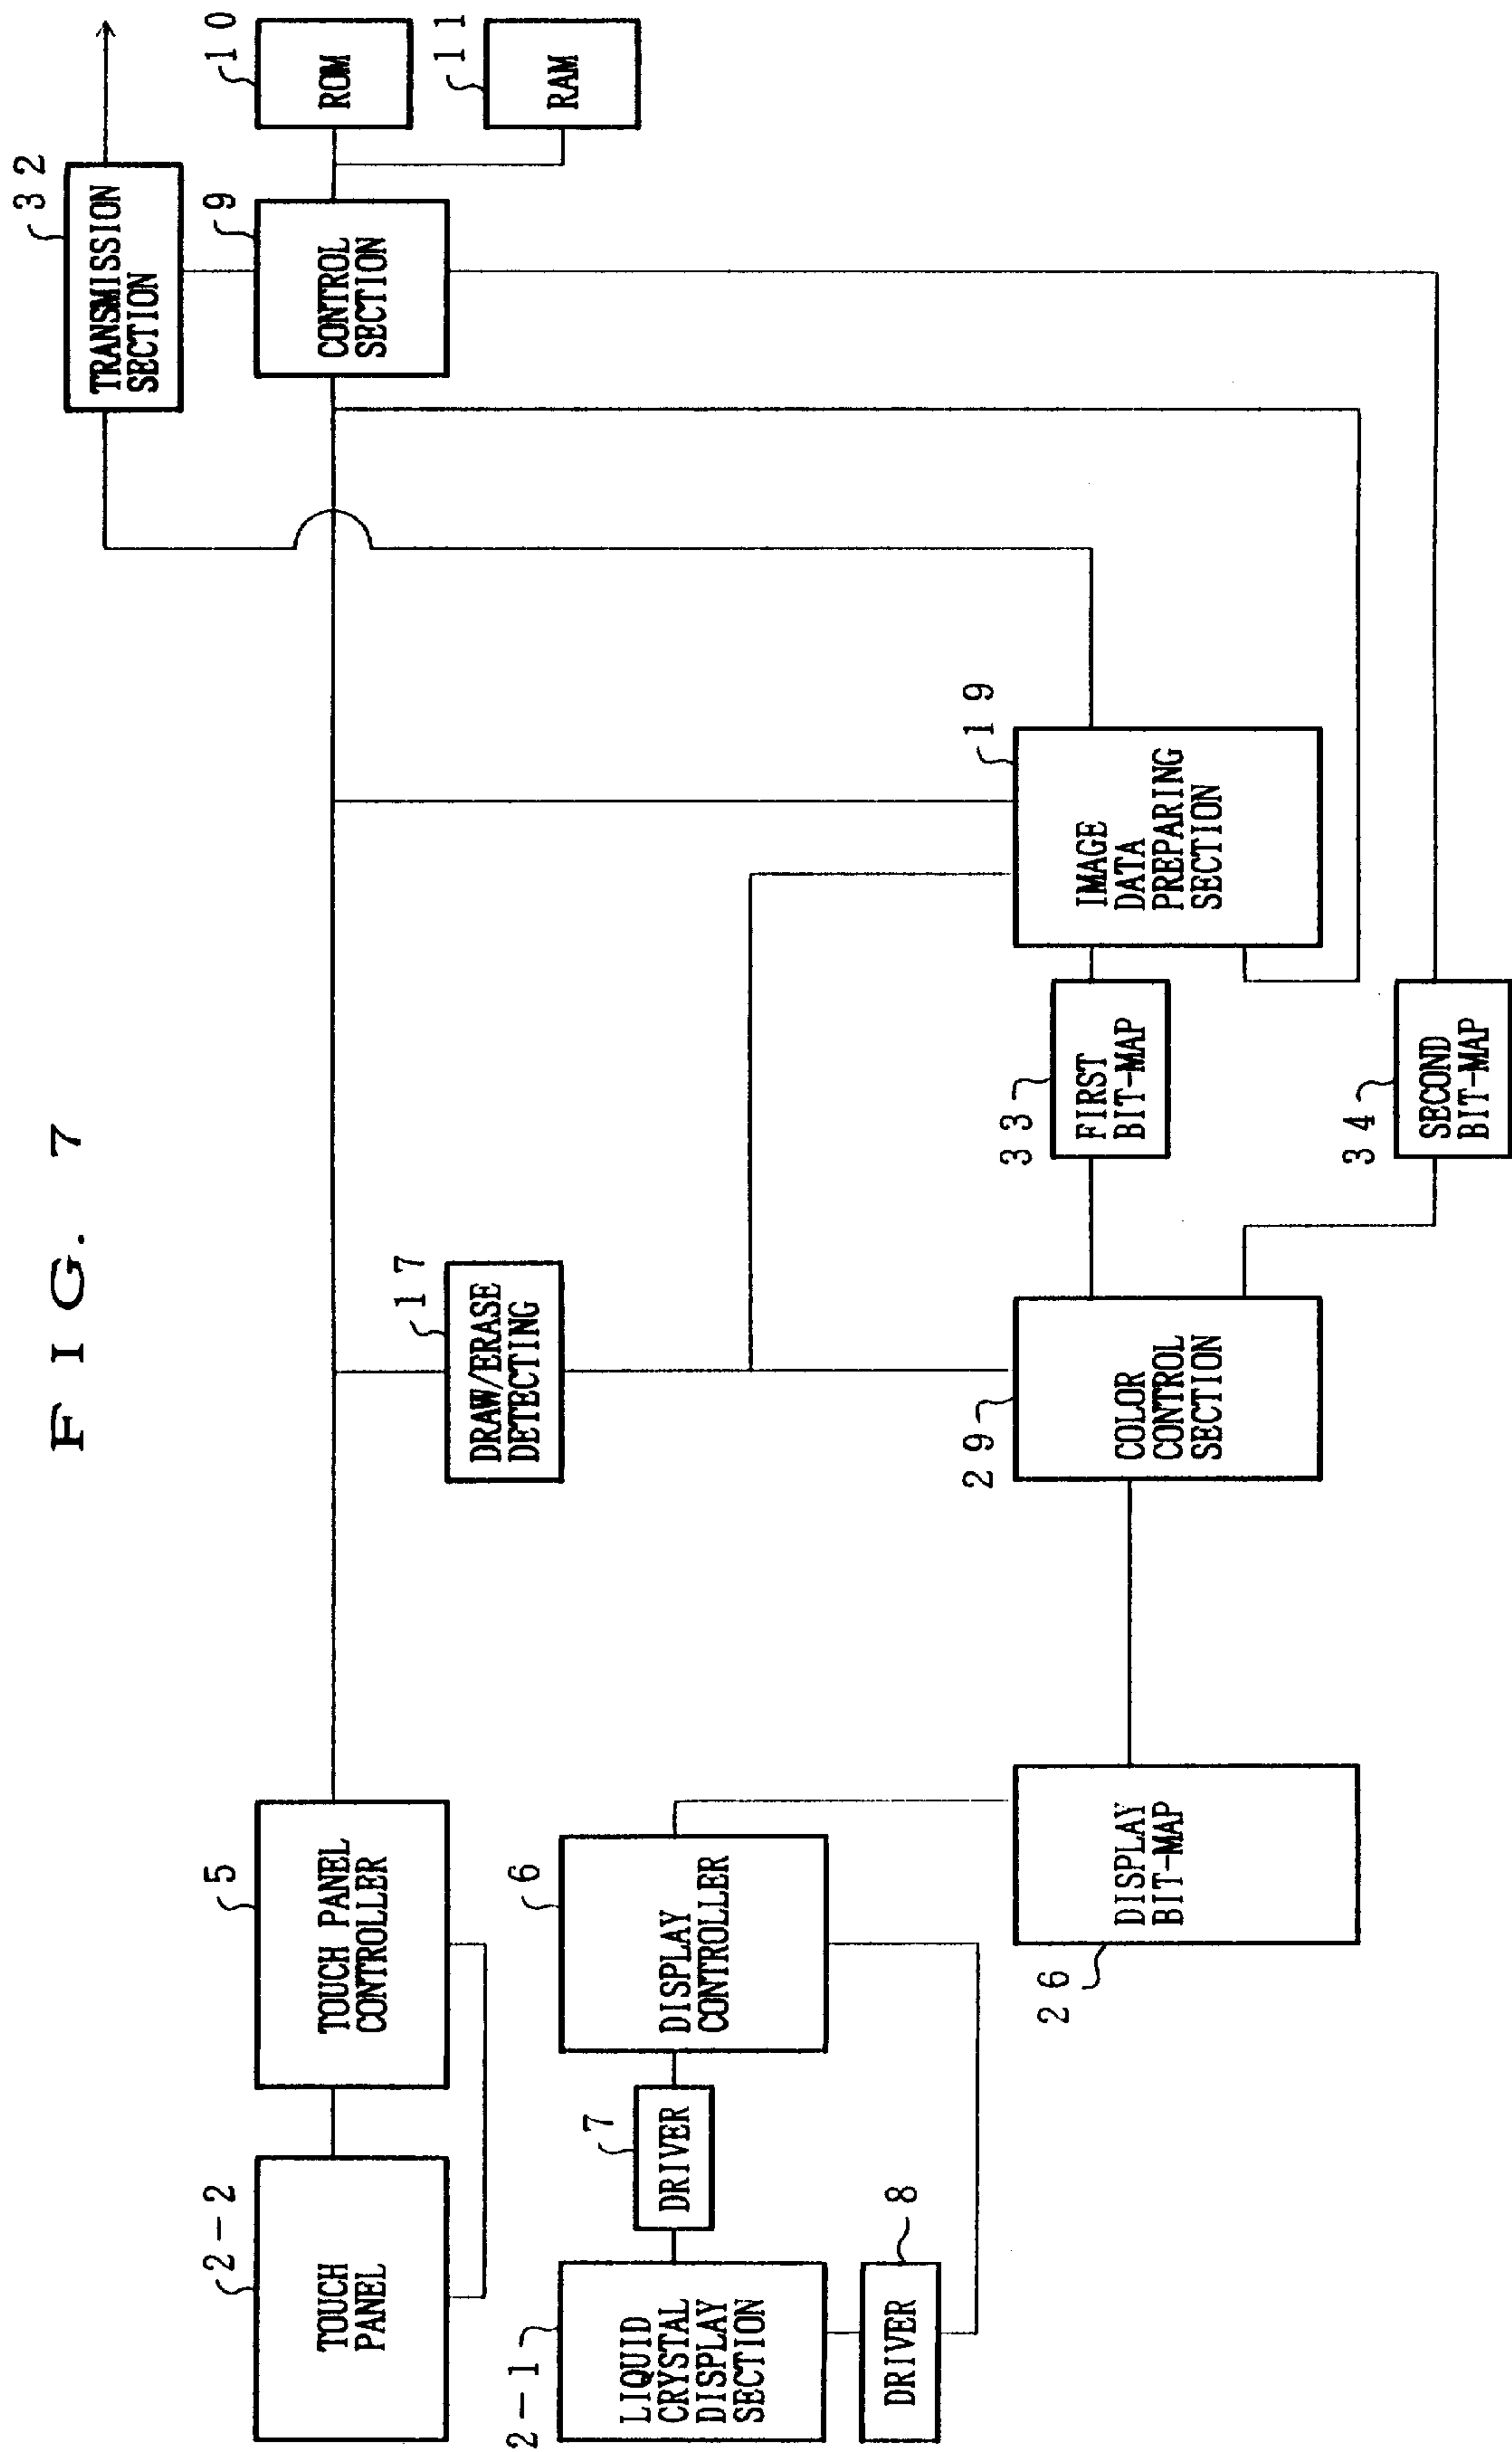 F I G. 7
2-2
TOUCH
PANEL
5
TOUCH PANEL
CONTROLLER
32
TRANSMISSION
SECTION
9
CONTROL
SECTION
10
ROM
11
RAM
17
DRAW/ERASE
DETECTING
2-1
LIQUID
CRYSTAL
DISPLAY
SECTION
7
DRIVER
8
DRIVER
6
DISPLAY
CONTROLLER
26
DISPLAY
BIT-MAP
29
COLOR
CONTROL
SECTION
33
FIRST
BIT-MAP
19
IMAGE
DATA
PREPARING
SECTION
34
SECOND
BIT-MAP